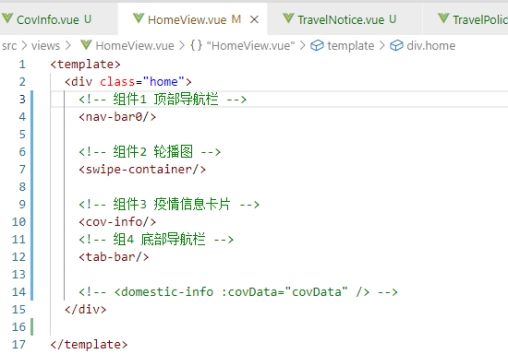 CovInfo.vue U HomeView.vue M × TravelNotice.vue U TravelPolic
src > views > HomeView.vue > {} "HomeView.vue" > template > div.home
1 <template>
2 <div class="home">
3 <!-- 组件1 顶部导航栏 -->
4 <nav-bar0/>
5
6 <!-- 组件2 轮播图 -->
7 <swipe-container/>
8
9 <!-- 组件3 疫情信息卡片 -->
10 <cov-info/>
11 <!-- 组4 底部导航栏 -->
12 <tab-bar/>
13
14 <!-- <domestic-info :covData="covData" /> -->
15 </div>
16
17 </template>